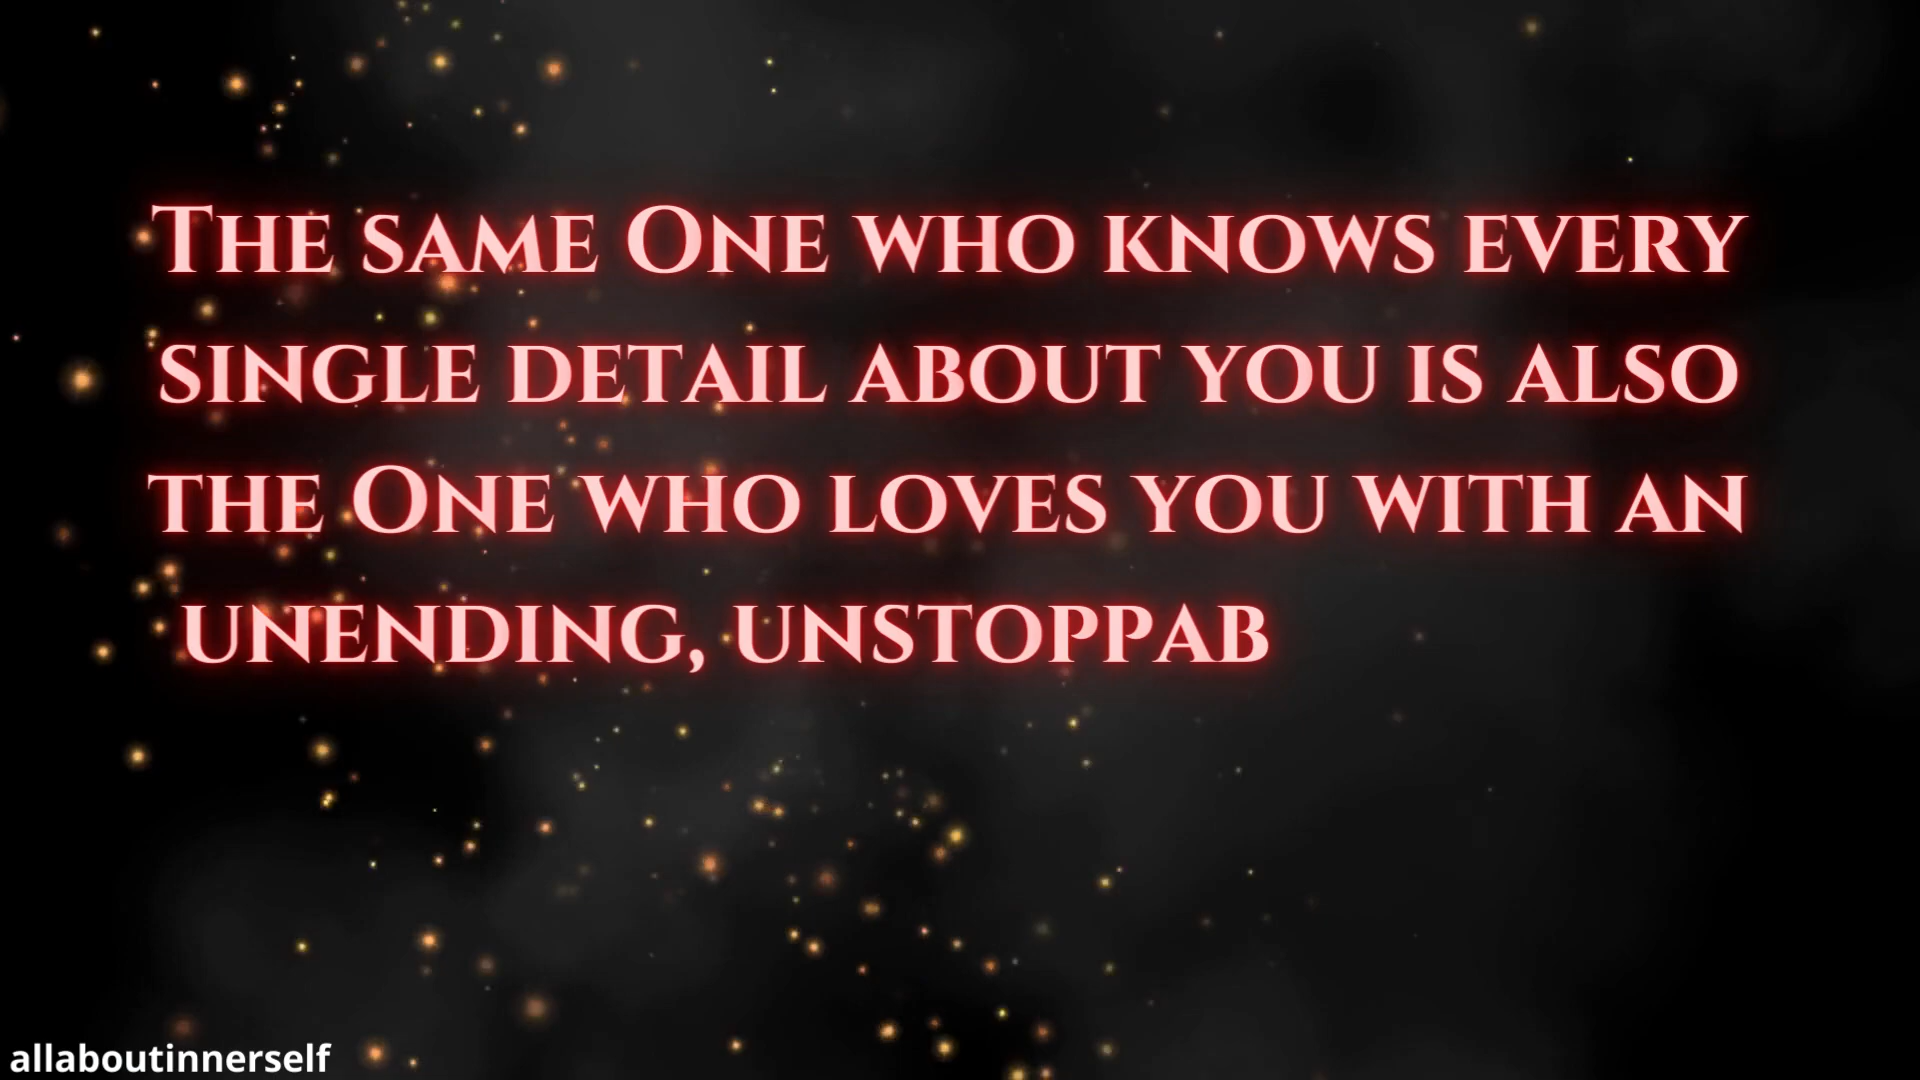 The same One who knows every
single detail about you is also
the One who loves you with an
unending, unstoppab
allaboutinnerself